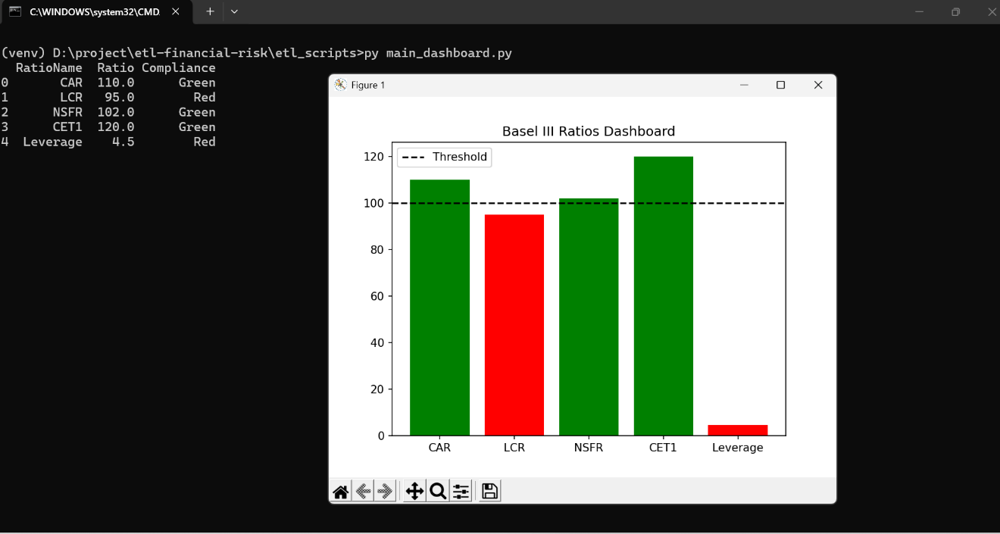 C:\WINDOWS\system32\CMD.
(venv) D:\project\etl-financial-risk\etl_scripts>py main_dashboard.py
RatioName Ratio Compliance
0 CAR 110.0 Green
1 LCR 95.0 Red
2 NSFR 102.0 Green
3 CET1 120.0 Green
4 Leverage 4.5 Red
Figure 1
Basel III Ratios Dashboard
Threshold
120
100
80
60
40
20
0
CAR LCR NSFR CET1 Leverage